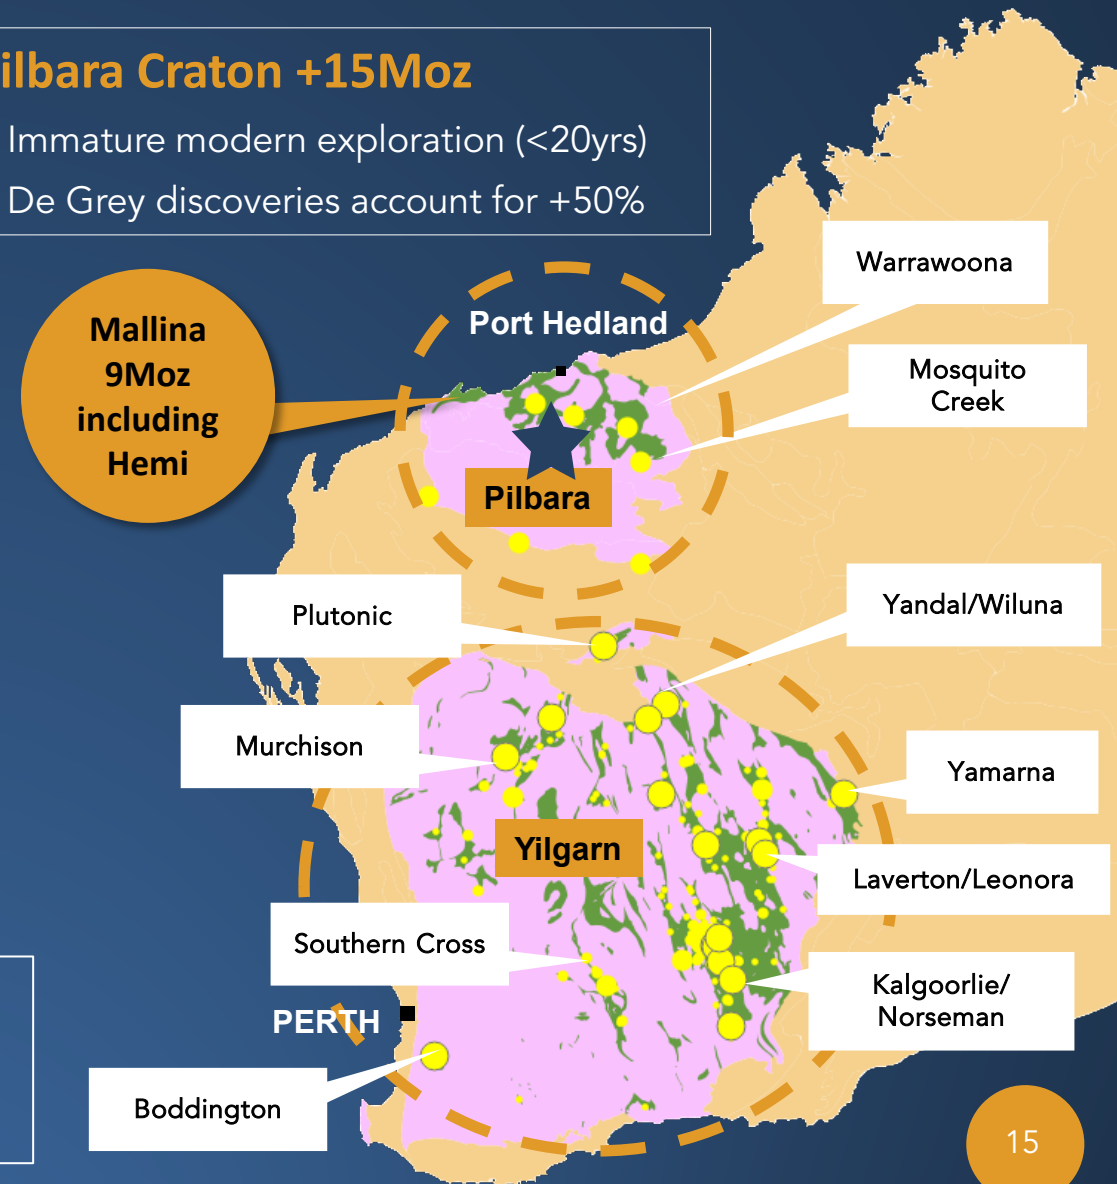 ilbara Craton +15Moz
Immature modern exploration (<20yrs)
De Grey discoveries account for +50%
Warrawoona
Port Hedland
Mallina
9Moz
including
Hemi
Mosquito
Creek
Pilbara
Yandal/Wiluna
Plutonic
Murchison
Yamarna
Yilgarn
Laverton/Leonora
Southern Cross
Kalgoorlie/
Norseman
PERTH
Boddington
15